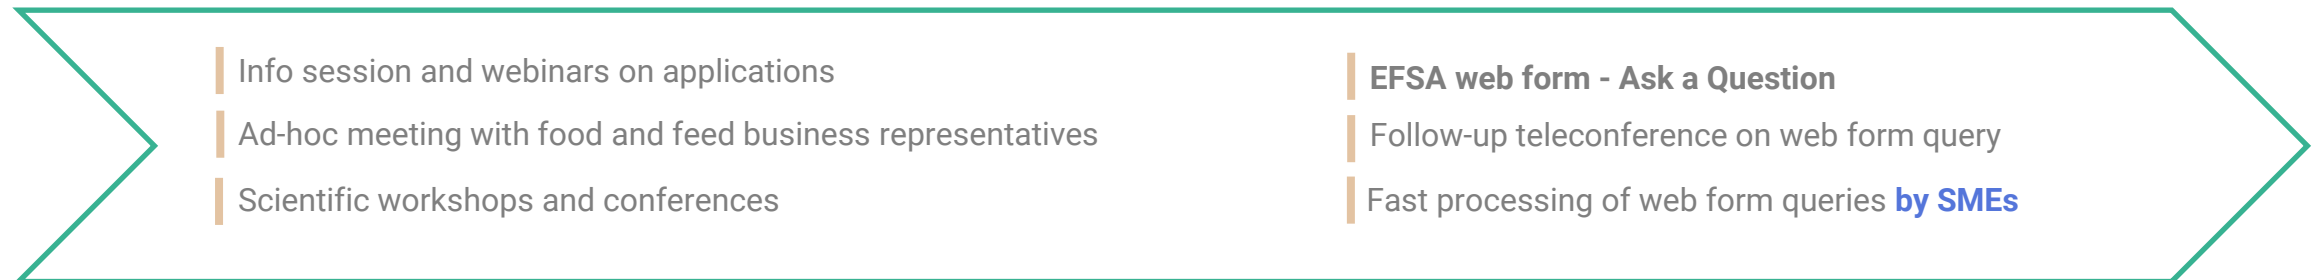 Info session and webinars on applications
Ad-hoc meeting with food and feed business representatives
Scientific workshops and conferences
EFSA web form - Ask a Question
Follow-up teleconference on web form query
Fast processing of web form queries by SMEs